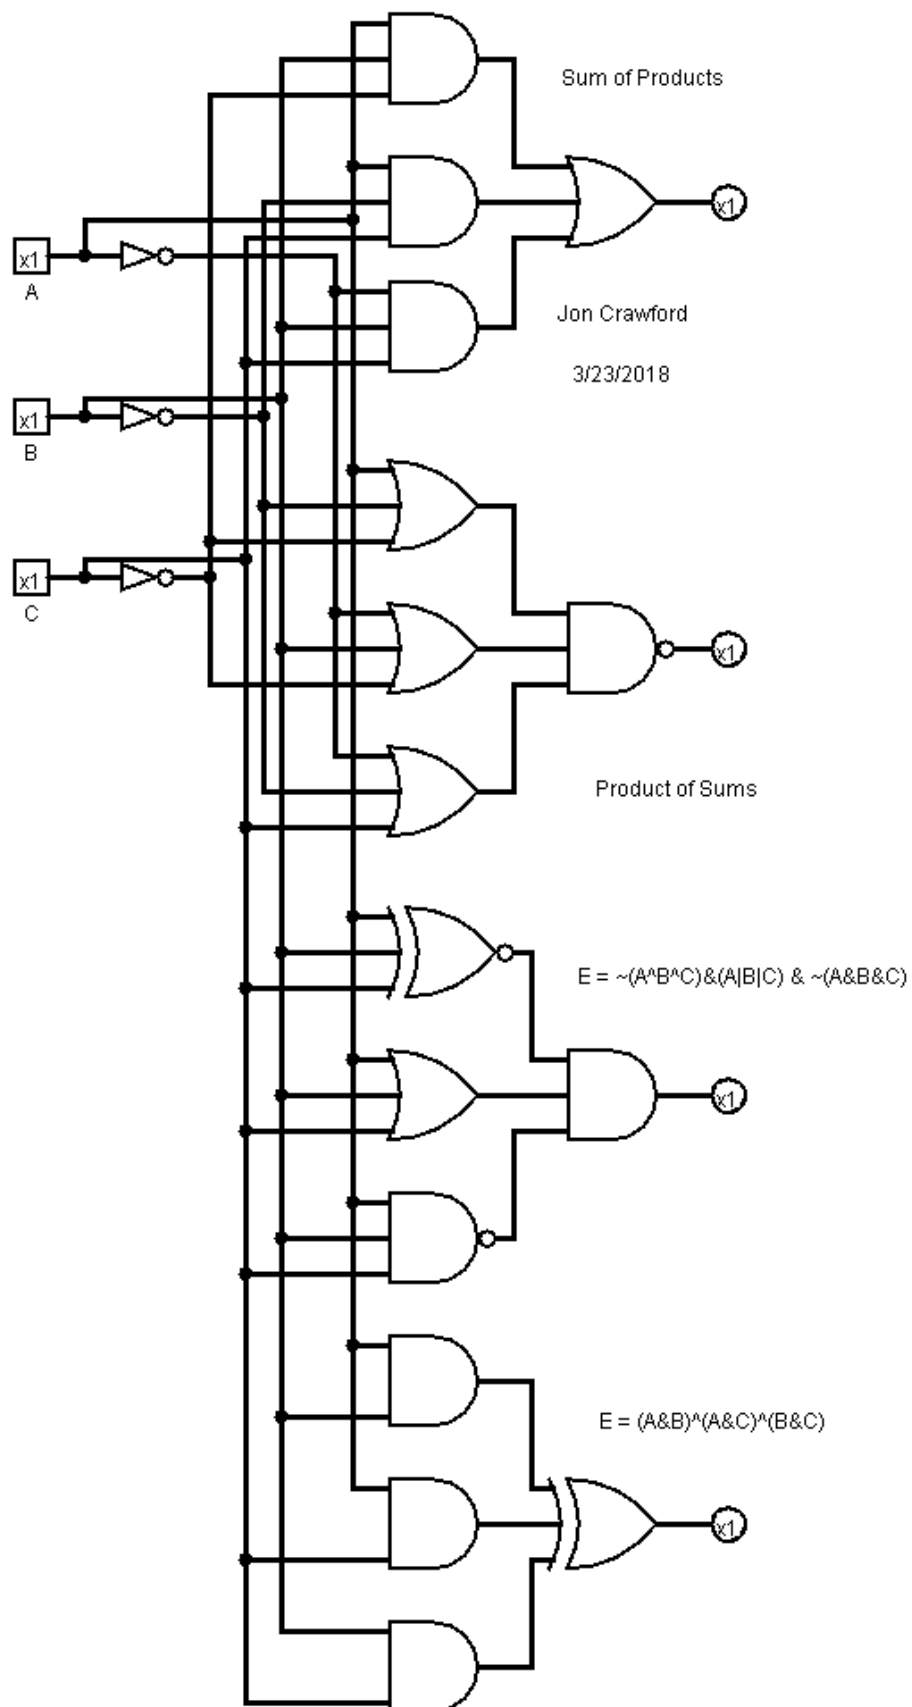 Sum of Products
x1
x1
A
Jon Crawford
3/23/2018
x1
B
x1
C
x1
Product of Sums
E = ~(A^B^C)&(A|B|C) & ~(A&B&C)
x1
E = (A&B)^(A&C)^(B&C)
x1